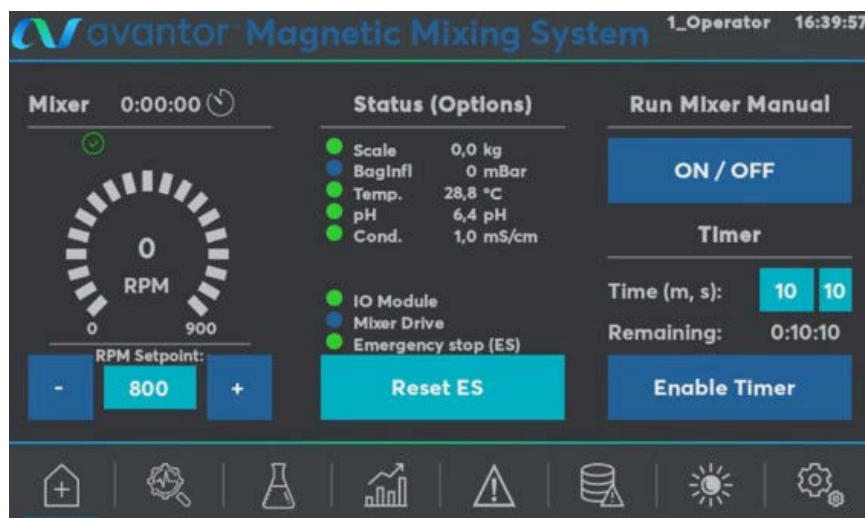 avantor Magnetic Mixing System 1_Operator 16:39:57
Mixer 0:00:00
0
RPM
0 900
RPM Setpoint:
- 800 +
Status (Options)
Scale 0,0 kg
BagInfl 0 mBar
Temp. 28,8 °C
pH 6,4 pH
Cond. 1,0 mS/cm
IO Module
Mixer Drive
Emergency stop (ES)
Reset ES
Run Mixer Manual
ON / OFF
Timer
Time (m, s): 10 10
Remaining: 0:10:10
Enable Timer